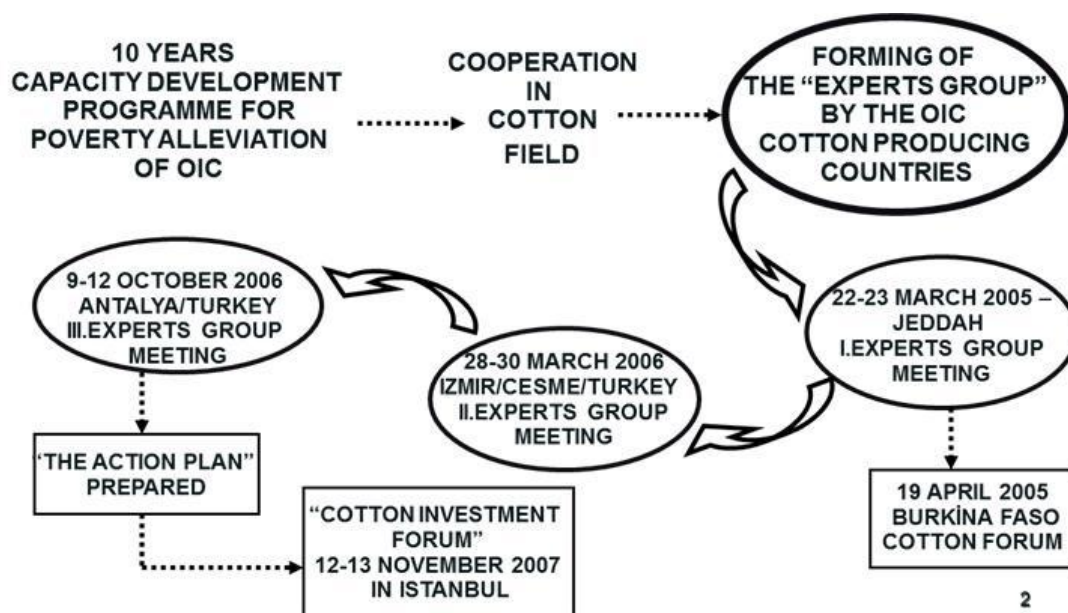 10 YEARS
CAPACITY DEVELOPMENT
PROGRAMME FOR
POVERTY ALLEVIATION
OF OIC
COOPERATION
IN
COTTON
FIELD
FORMING OF
THE “EXPERTS GROUP”
BY THE OIC
COTTON PRODUCING
COUNTRIES
22-23 MARCH 2005 –
JEDDAH
I.EXPERTS GROUP
MEETING
19 APRIL 2005
BURKİNA FASO
COTTON FORUM
28-30 MARCH 2006
IZMIR/CESME/TURKEY
II.EXPERTS GROUP
MEETING
9-12 OCTOBER 2006
ANTALYA/TURKEY
III.EXPERTS GROUP
MEETING
“THE ACTION PLAN”
PREPARED
“COTTON INVESTMENT
FORUM”
12-13 NOVEMBER 2007
IN ISTANBUL
2